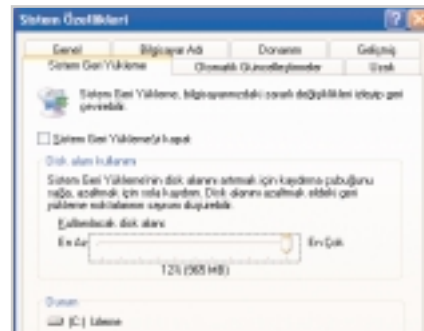 Sistem Özellikleri
Genel Bilgisayar Adı Donanım Gelişmiş
Sistem Geri Yükleme Otomatik Güncelleştirmeler Uzak
Sistem Geri Yükleme, bilgisayarınızdaki zararlı değişiklikleri izleyip geri
çevirebilir.
Sistem Geri Yükleme'yi kapat
Disk alanı kullanımı
Sistem Geri Yükleme'nin disk alanını artırmak için kaydırma çubuğunu
sağa, azaltmak için sola kaydırın. Disk alanını azaltmak eldeki geri
yükleme noktalarının sayısını düşürebilir.
Kullanılacak disk alanı:
En Az En Çok
12% (969 MB)
Durum
(C:) İzleme